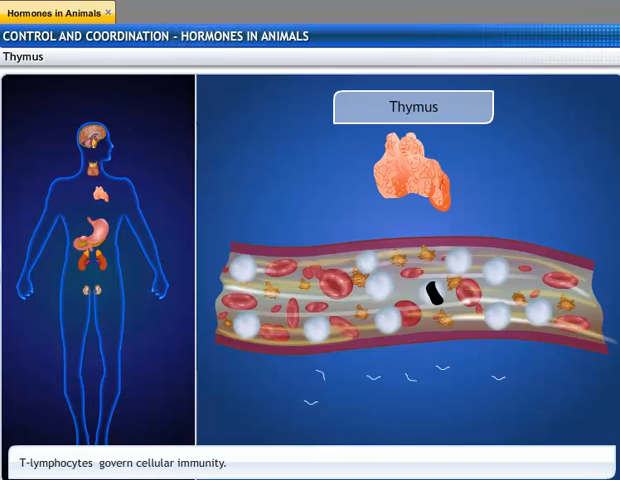 Hormones in Animals
CONTROL AND COORDINATION – HORMONES IN ANIMALS
Thymus
Thymus
T-lymphocytes govern cellular immunity.